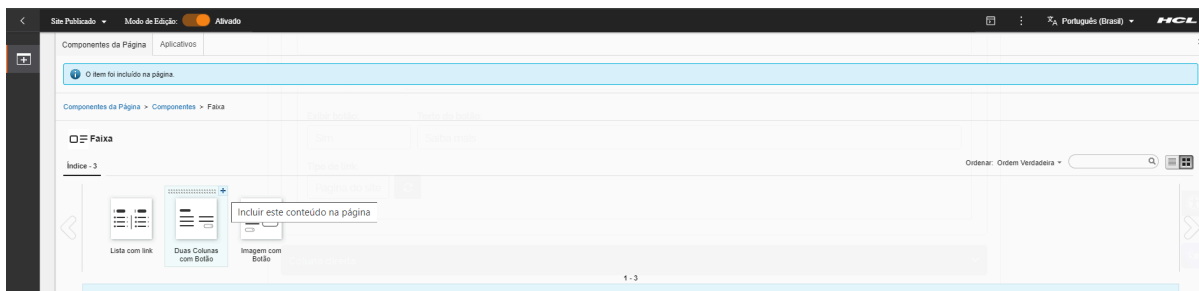 Site Publicado
Modo de Edição:
Ativado
Português (Brasil)
HCL
Componentes da Página
Aplicativos
O item foi incluído na página.
Componentes da Página > Componentes > Faixa
Faixa
Índice - 3
Ordenar: Ordem Verdadeira
Incluir este conteúdo na página
Lista com link
Duas Colunas
com Botão
Imagem com
Botão
1 - 3